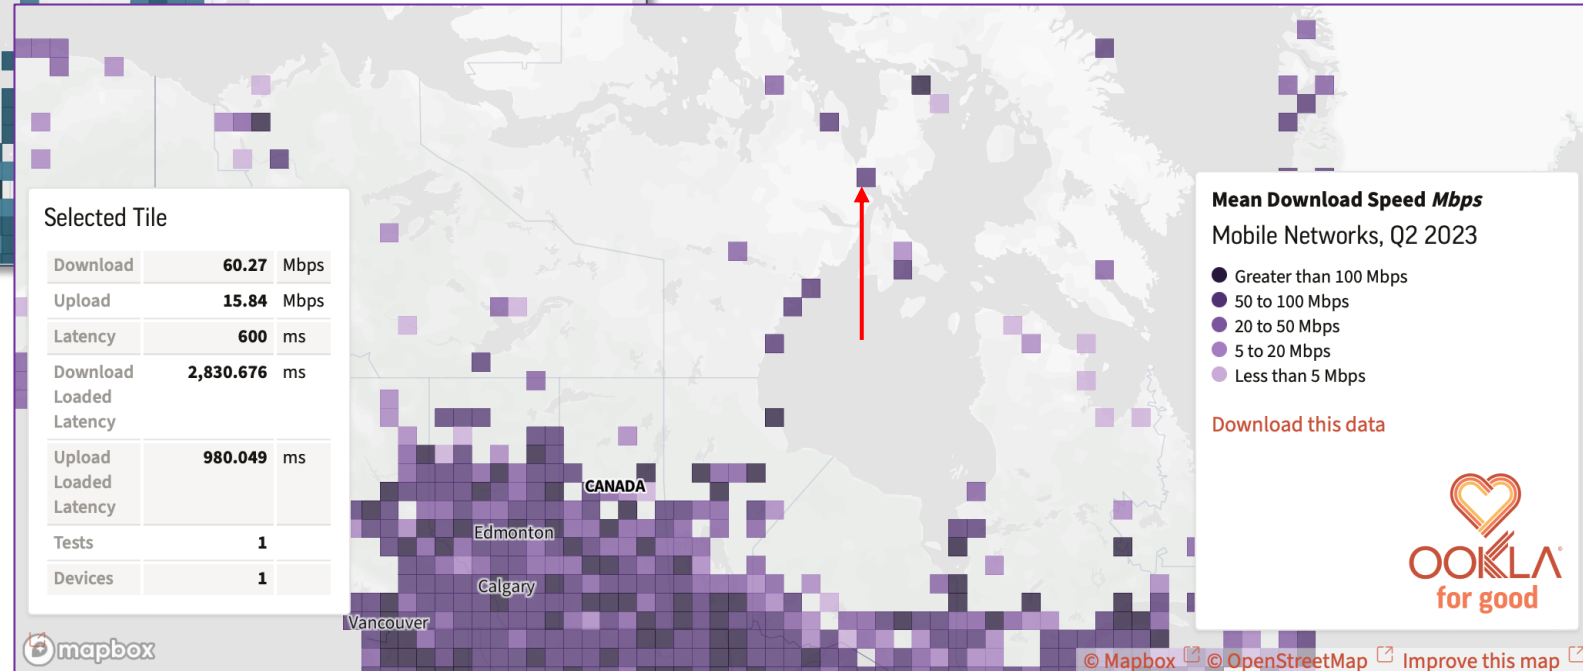 Selected Tile
Download 60.27 Mbps
Upload 15.84 Mbps
Latency 600 ms
Download 2,830.676 ms
Loaded
Latency
Upload 980.049 ms
Loaded
Latency
Tests 1
Devices 1
CANADA
Edmonton
Calgary
Vancouver
Mean Download Speed Mbps
Mobile Networks, Q2 2023
Greater than 100 Mbps
50 to 100 Mbps
20 to 50 Mbps
5 to 20 Mbps
Less than 5 Mbps
Download this data
OOKLA®
for good
mapbox
© Mapbox © OpenStreetMap Improve this map